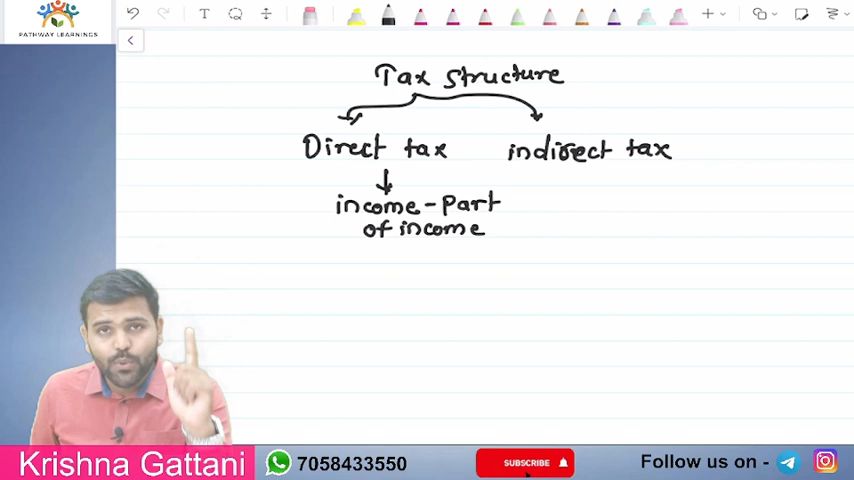 PATHWAY LEARNINGS
T
Tax structure
Direct tax indirect tax
income - Part
of income
Krishna Gattani
7058433550
SUBSCRIBE
Follow us on -